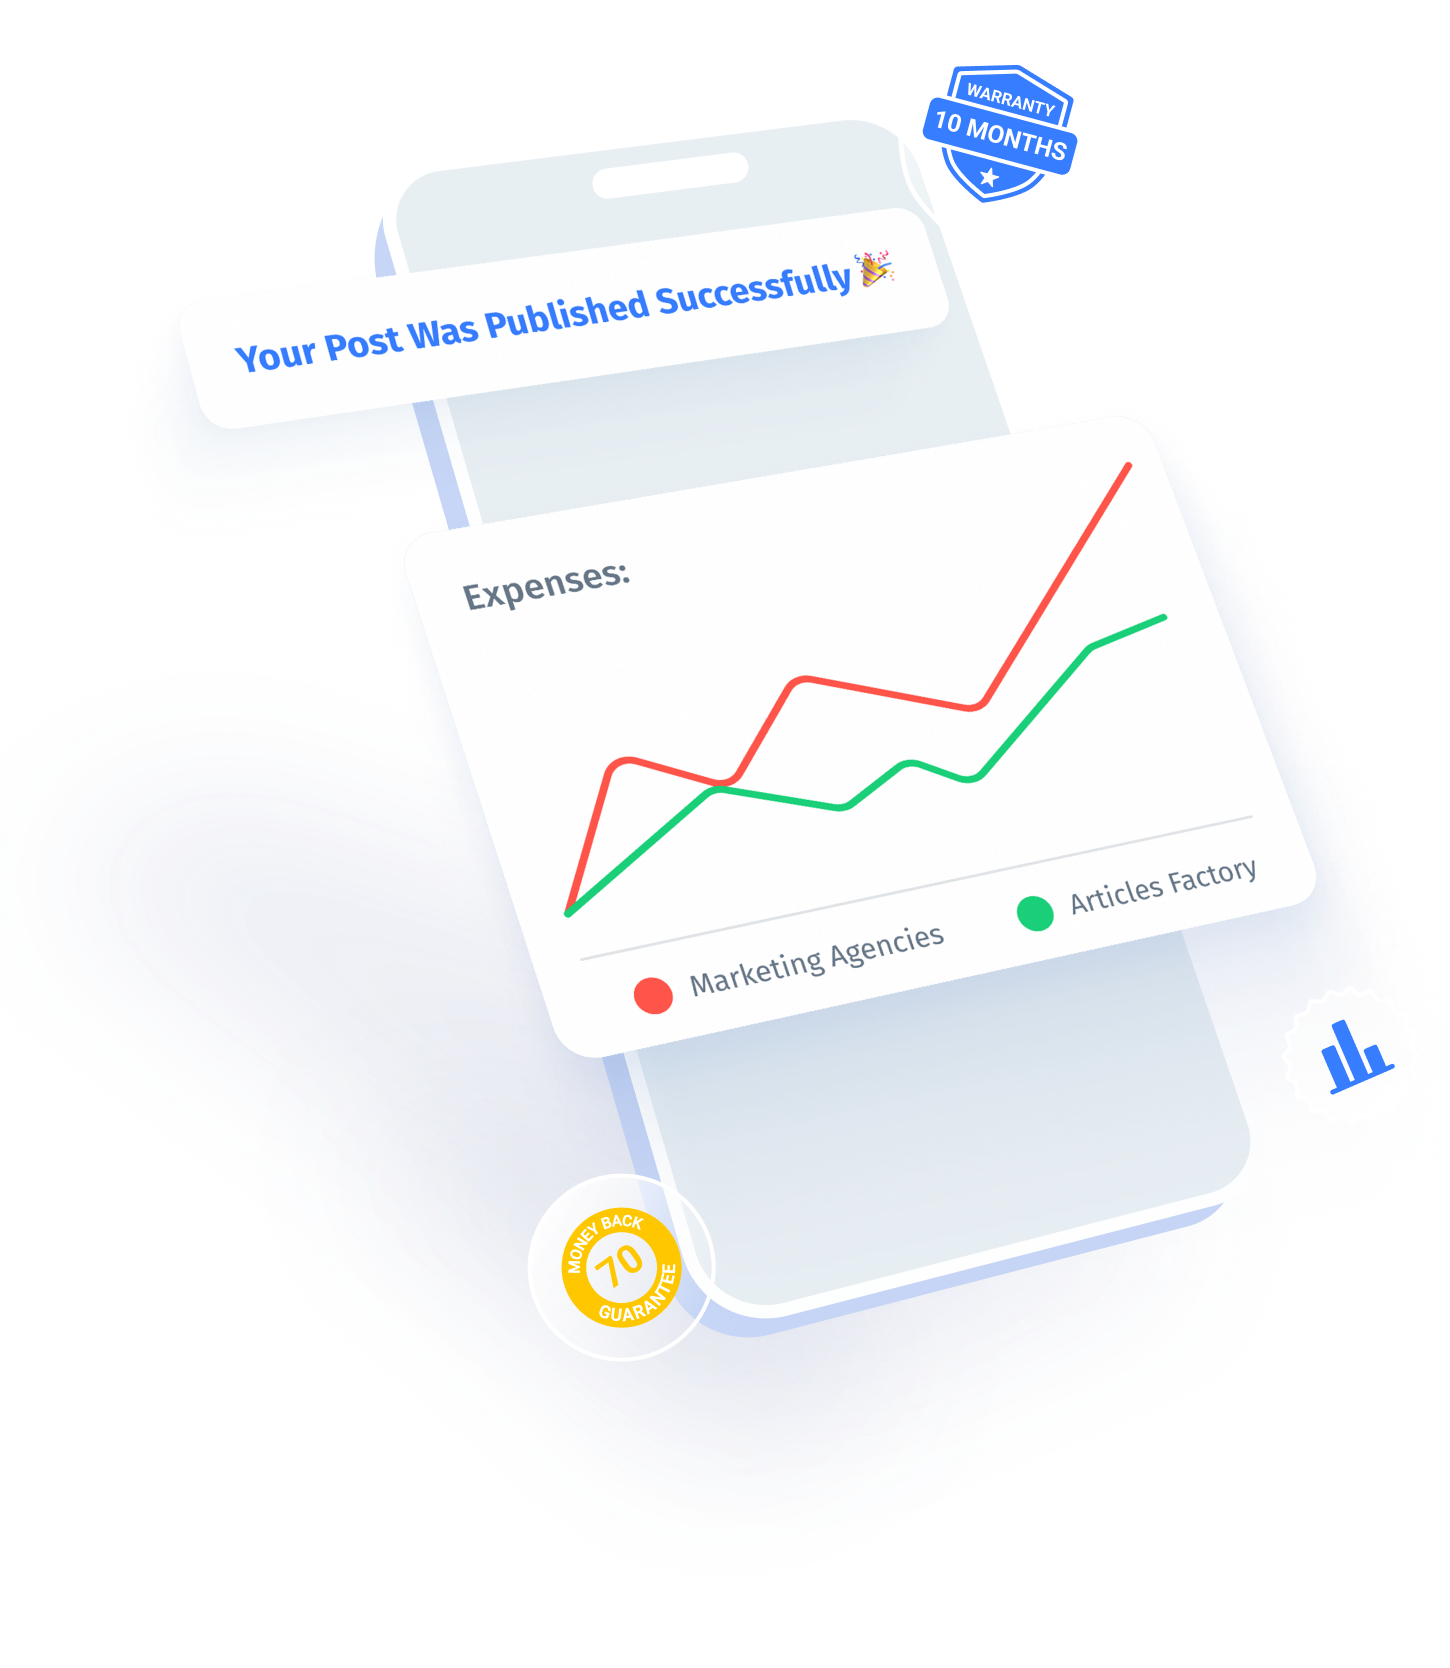 WARRANTY
10 MONTHS
Your Post Was Published Successfully🎉
Expenses:
Marketing Agencies
Articles Factory
MONEY BACK
70
GUARANTEE